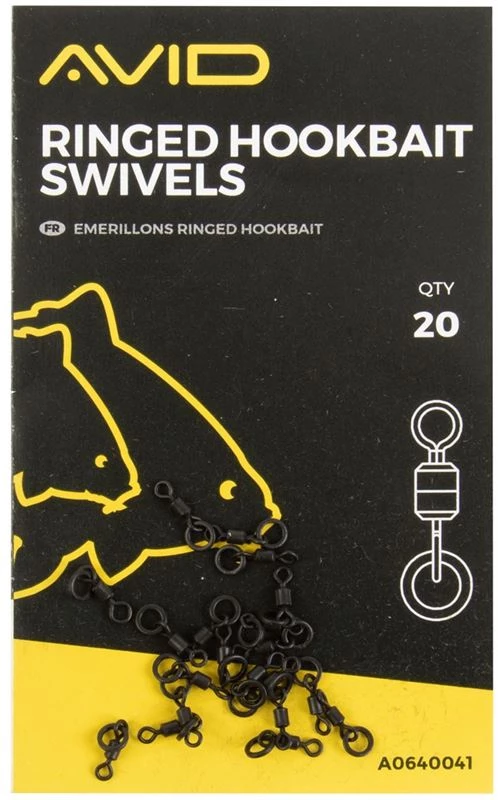 AVID
RINGED HOOKBAIT
SWIVELS
FR EMERILLONS RINGED HOOKBAIT
QTY
20
A0640041